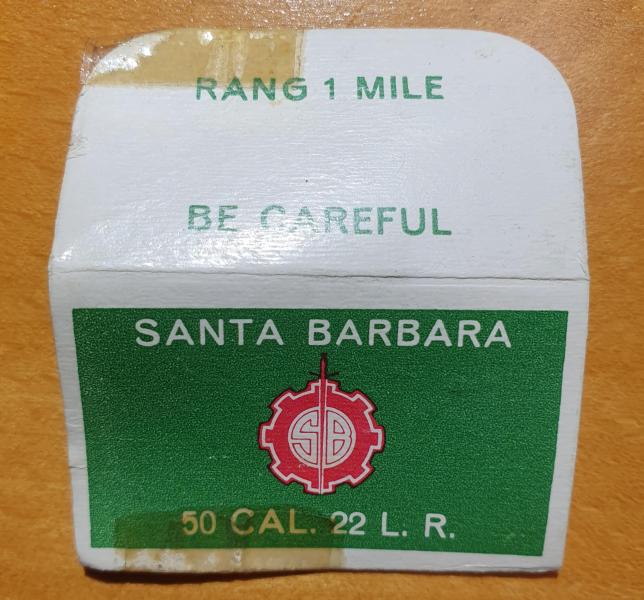 RANG 1 MILE
BE CAREFUL
SANTA BARBARA
SB
50 CAL. 22 L. R.